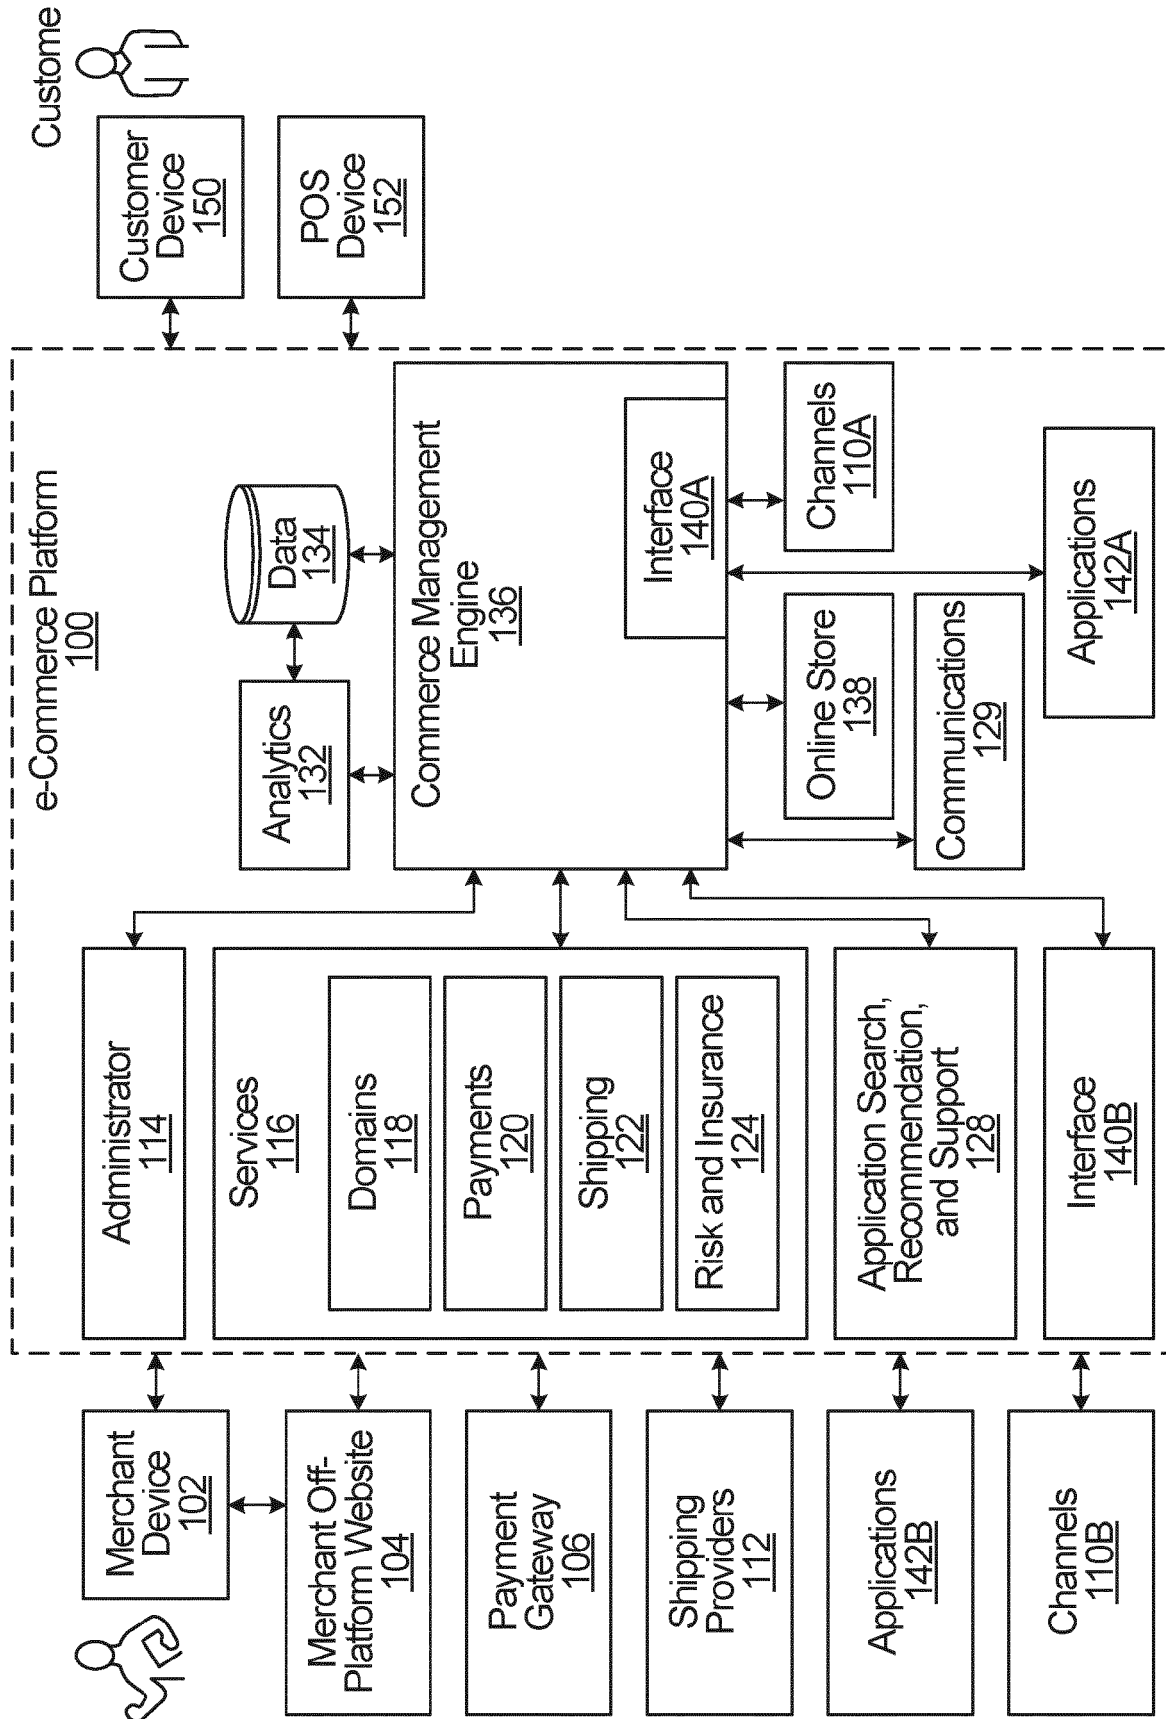 Custome
Customer
Device
150
POS
Device
152
e-Commerce Platform
100
Data
134
Analytics
132
Commerce Management
Engine
136
Interface
140A
Channels
110A
Online Store
138
Communications
129
Applications
142A
Administrator
114
Services
116
Domains
118
Payments
120
Shipping
122
Risk and Insurance
124
Application Search,
Recommendation,
and Support
128
Interface
140B
Merchant
Device
102
Merchant Off-
Platform Website
104
Payment
Gateway
106
Shipping
Providers
112
Applications
142B
Channels
110B